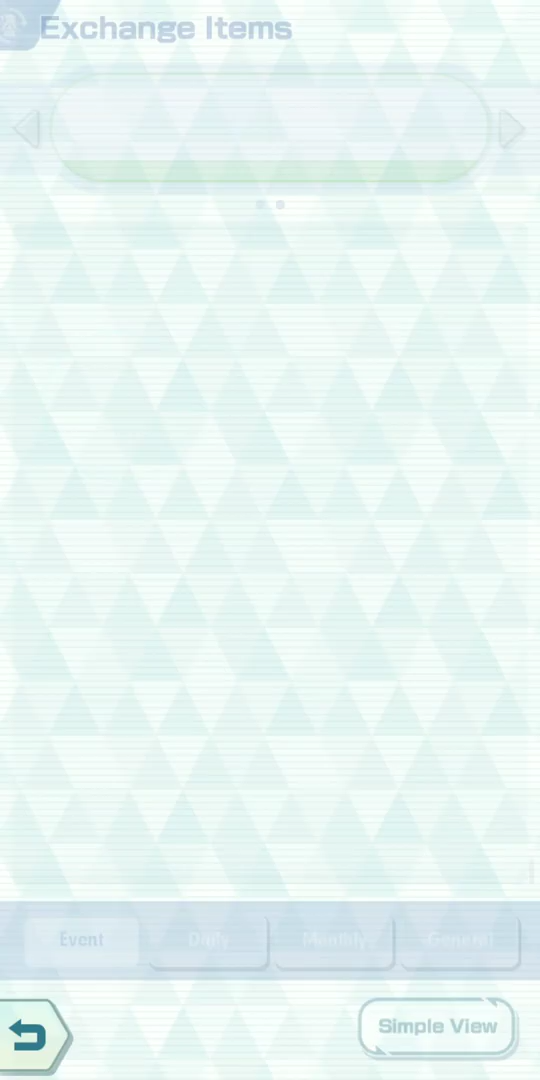 Exchange Items
Event
Daily
Monthly
General
Simple View